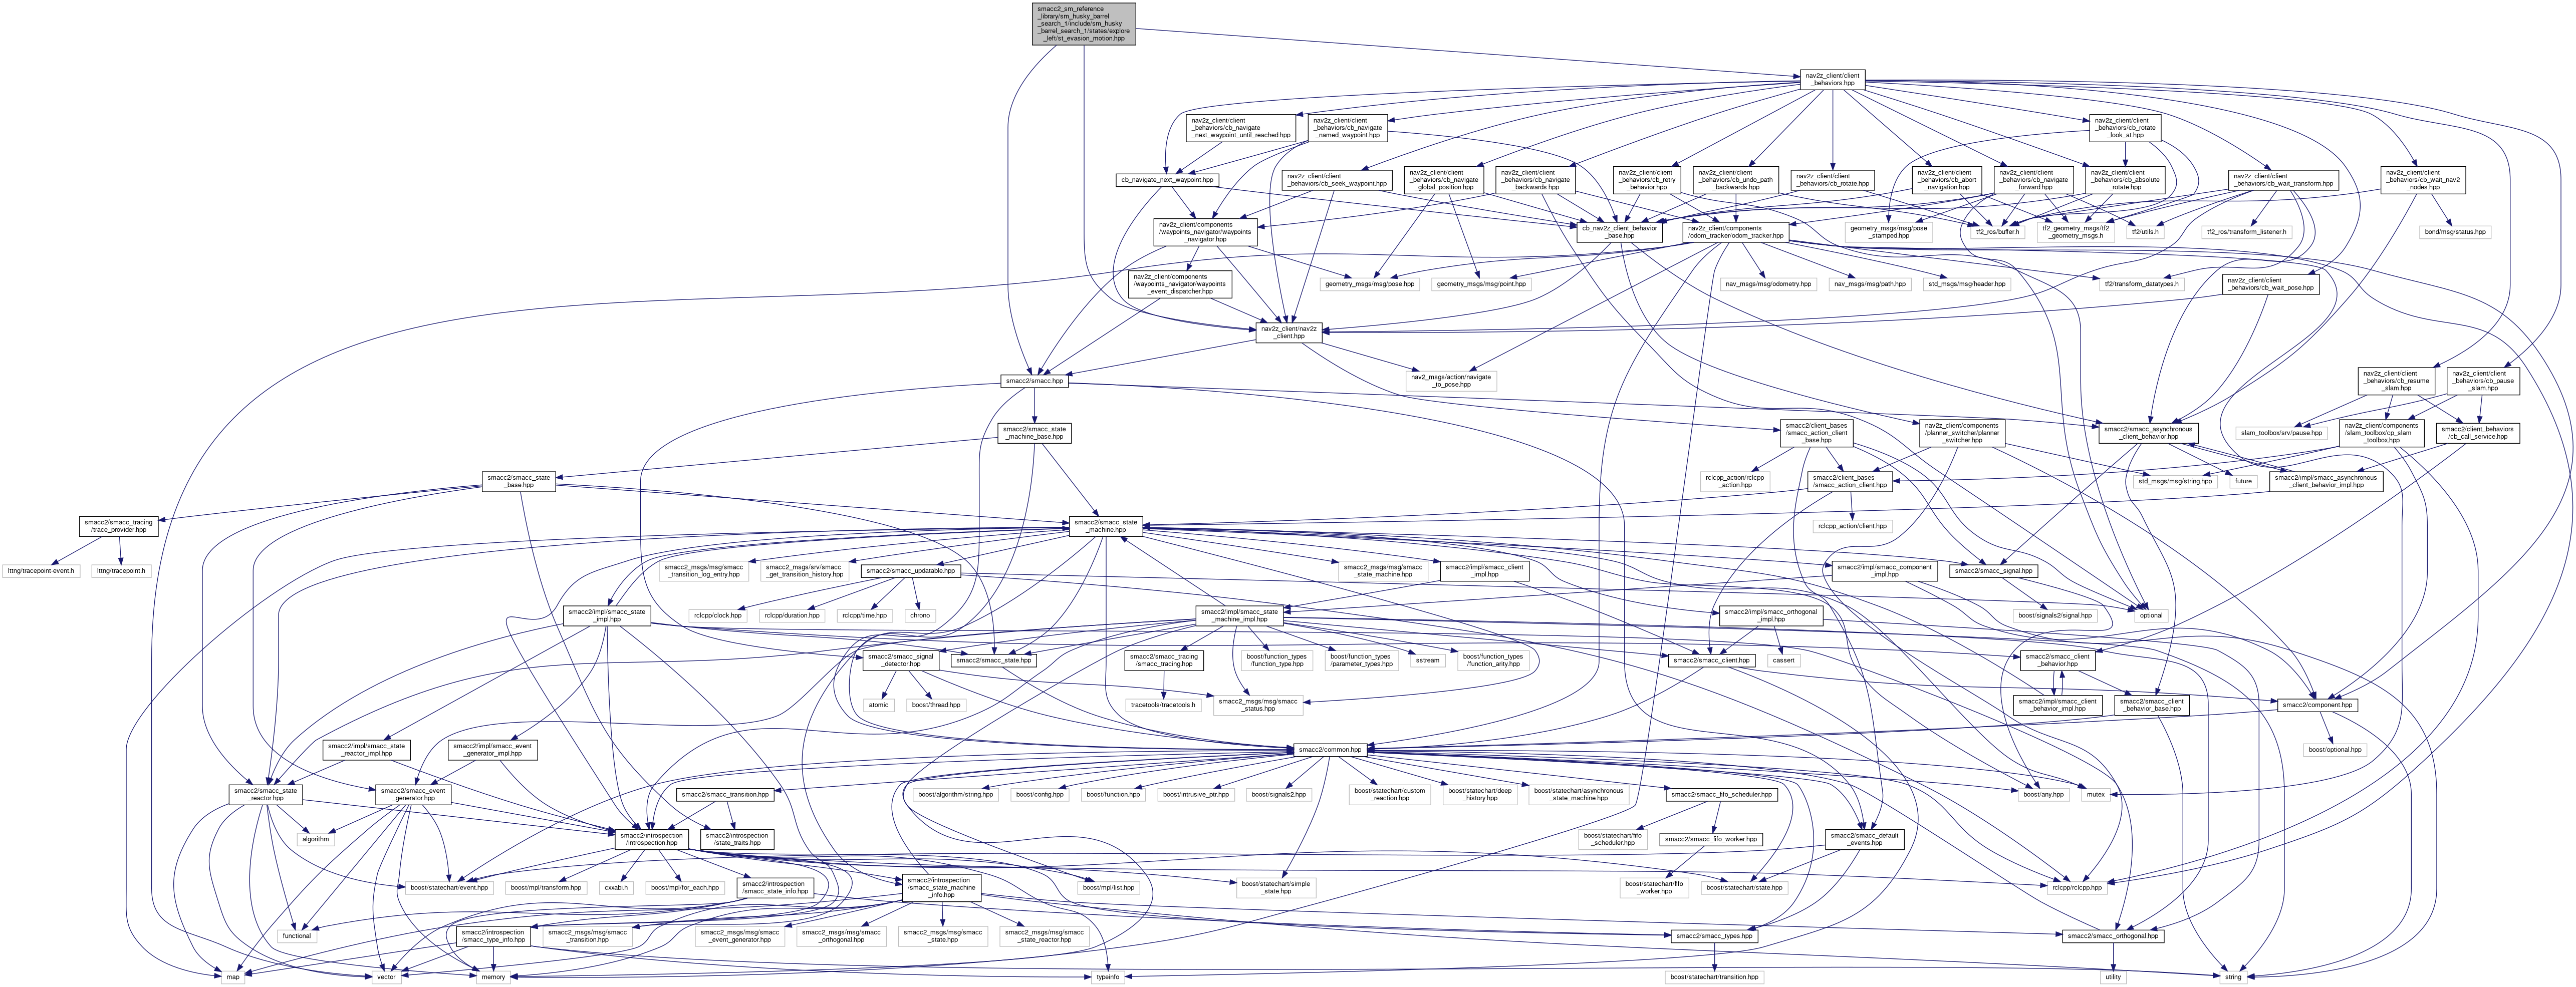 smacc2_sm_reference
_library/sm_husky_barrel
_search_1/include/sm_husky
_barrel_search_1/states/explore
_left/st_evasion_motion.hpp
nav2z_client/client
_behaviors.hpp
nav2z_client/client
_behaviors/cb_navigate
_next_waypoint_until_reached.hpp
nav2z_client/client
_behaviors/cb_navigate
_named_waypoint.hpp
nav2z_client/client
_behaviors/cb_rotate
_look_at.hpp
cb_navigate_next_waypoint.hpp
nav2z_client/client
_behaviors/cb_seek_waypoint.hpp
nav2z_client/client
_behaviors/cb_navigate
_global_position.hpp
nav2z_client/client
_behaviors/cb_navigate
_backwards.hpp
nav2z_client/client
_behaviors/cb_retry
_behavior.hpp
nav2z_client/client
_behaviors/cb_undo_path
_backwards.hpp
nav2z_client/client
_behaviors/cb_rotate.hpp
nav2z_client/client
_behaviors/cb_abort
_navigation.hpp
nav2z_client/client
_behaviors/cb_navigate
_forward.hpp
nav2z_client/client
_behaviors/cb_absolute
_rotate.hpp
nav2z_client/client
_behaviors/cb_wait_transform.hpp
nav2z_client/client
_behaviors/cb_wait_nav2
_nodes.hpp
nav2z_client/components
/waypoints_navigator/waypoints
_navigator.hpp
cb_nav2z_client_behavior
_base.hpp
nav2z_client/components
/odom_tracker/odom_tracker.hpp
geometry_msgs/msg/pose
_stamped.hpp
tf2_ros/buffer.h
tf2_geometry_msgs/tf2
_geometry_msgs.h
tf2/utils.h
tf2_ros/transform_listener.h
bond/msg/status.hpp
nav2z_client/components
/waypoints_navigator/waypoints
_event_dispatcher.hpp
geometry_msgs/msg/pose.hpp
geometry_msgs/msg/point.hpp
nav_msgs/msg/odometry.hpp
nav_msgs/msg/path.hpp
std_msgs/msg/header.hpp
tf2/transform_datatypes.h
nav2z_client/client
_behaviors/cb_wait_pose.hpp
nav2z_client/nav2z
_client.hpp
smacc2/smacc.hpp
nav2_msgs/action/navigate
_to_pose.hpp
nav2z_client/client
_behaviors/cb_resume
_slam.hpp
nav2z_client/client
_behaviors/cb_pause
_slam.hpp
smacc2/smacc_state
_machine_base.hpp
smacc2/client_bases
/smacc_action_client
_base.hpp
nav2z_client/components
/planner_switcher/planner
_switcher.hpp
smacc2/smacc_asynchronous
_client_behavior.hpp
slam_toolbox/srv/pause.hpp
nav2z_client/components
/slam_toolbox/cp_slam
_toolbox.hpp
smacc2/client_behaviors
/cb_call_service.hpp
smacc2/smacc_state
_base.hpp
rclcpp_action/rclcpp
_action.hpp
smacc2/client_bases
/smacc_action_client.hpp
std_msgs/msg/string.hpp
future
smacc2/impl/smacc_asynchronous
_client_behavior_impl.hpp
smacc2/smacc_tracing
/trace_provider.hpp
smacc2/smacc_state
_machine.hpp
rclcpp_action/client.hpp
lttng/tracepoint-event.h
lttng/tracepoint.h
smacc2_msgs/msg/smacc
_transition_log_entry.hpp
smacc2_msgs/srv/smacc
_get_transition_history.hpp
smacc2/smacc_updatable.hpp
smacc2_msgs/msg/smacc
_state_machine.hpp
smacc2/impl/smacc_client
_impl.hpp
smacc2/impl/smacc_component
_impl.hpp
smacc2/smacc_signal.hpp
smacc2/impl/smacc_state
_impl.hpp
rclcpp/clock.hpp
rclcpp/duration.hpp
rclcpp/time.hpp
chrono
smacc2/impl/smacc_state
_machine_impl.hpp
smacc2/impl/smacc_orthogonal
_impl.hpp
boost/signals2/signal.hpp
optional
smacc2/smacc_signal
_detector.hpp
smacc2/smacc_state.hpp
smacc2/smacc_tracing
/smacc_tracing.hpp
boost/function_types
/function_type.hpp
boost/function_types
/parameter_types.hpp
sstream
boost/function_types
/function_arity.hpp
smacc2/smacc_client.hpp
cassert
smacc2/smacc_client
_behavior.hpp
atomic
boost/thread.hpp
tracetools/tracetools.h
smacc2_msgs/msg/smacc
_status.hpp
smacc2/impl/smacc_client
_behavior_impl.hpp
smacc2/smacc_client
_behavior_base.hpp
smacc2/component.hpp
smacc2/impl/smacc_state
_reactor_impl.hpp
smacc2/impl/smacc_event
_generator_impl.hpp
smacc2/common.hpp
boost/optional.hpp
smacc2/smacc_state
_reactor.hpp
smacc2/smacc_event
_generator.hpp
smacc2/smacc_transition.hpp
boost/algorithm/string.hpp
boost/config.hpp
boost/function.hpp
boost/intrusive_ptr.hpp
boost/signals2.hpp
boost/statechart/custom
_reaction.hpp
boost/statechart/deep
_history.hpp
boost/statechart/asynchronous
_state_machine.hpp
smacc2/smacc_fifo_scheduler.hpp
boost/any.hpp
mutex
algorithm
smacc2/introspection
/introspection.hpp
smacc2/introspection
/state_traits.hpp
boost/statechart/fifo
_scheduler.hpp
smacc2/smacc_fifo_worker.hpp
smacc2/smacc_default
_events.hpp
boost/statechart/event.hpp
boost/mpl/transform.hpp
cxxabi.h
boost/mpl/for_each.hpp
smacc2/introspection
/smacc_state_info.hpp
smacc2/introspection
/smacc_state_machine
_info.hpp
boost/mpl/list.hpp
boost/statechart/simple
_state.hpp
boost/statechart/fifo
_worker.hpp
boost/statechart/state.hpp
rclcpp/rclcpp.hpp
functional
smacc2/introspection
/smacc_type_info.hpp
smacc2_msgs/msg/smacc
_transition.hpp
smacc2_msgs/msg/smacc
_event_generator.hpp
smacc2_msgs/msg/smacc
_orthogonal.hpp
smacc2_msgs/msg/smacc
_state.hpp
smacc2_msgs/msg/smacc
_state_reactor.hpp
smacc2/smacc_types.hpp
smacc2/smacc_orthogonal.hpp
map
vector
memory
typeinfo
boost/statechart/transition.hpp
utility
string